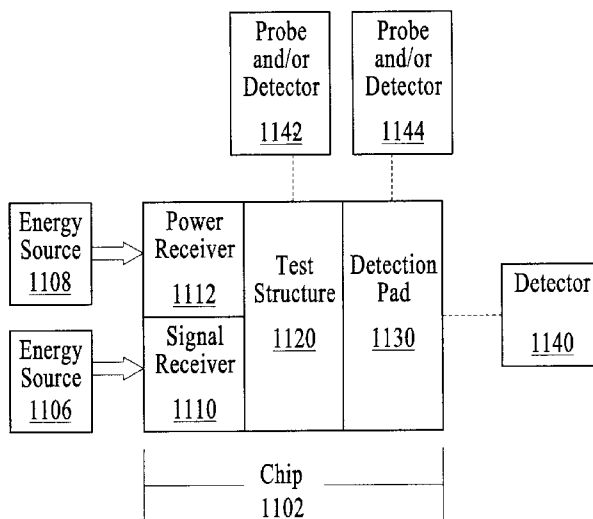 Probe
and/or
Detector
1142
Probe
and/or
Detector
1144
Energy
Source
1108
Power
Receiver
1112
Test
Structure
1120
Detection
Pad
1130
Detector
1140
Energy
Source
1106
Signal
Receiver
1110
Chip
1102